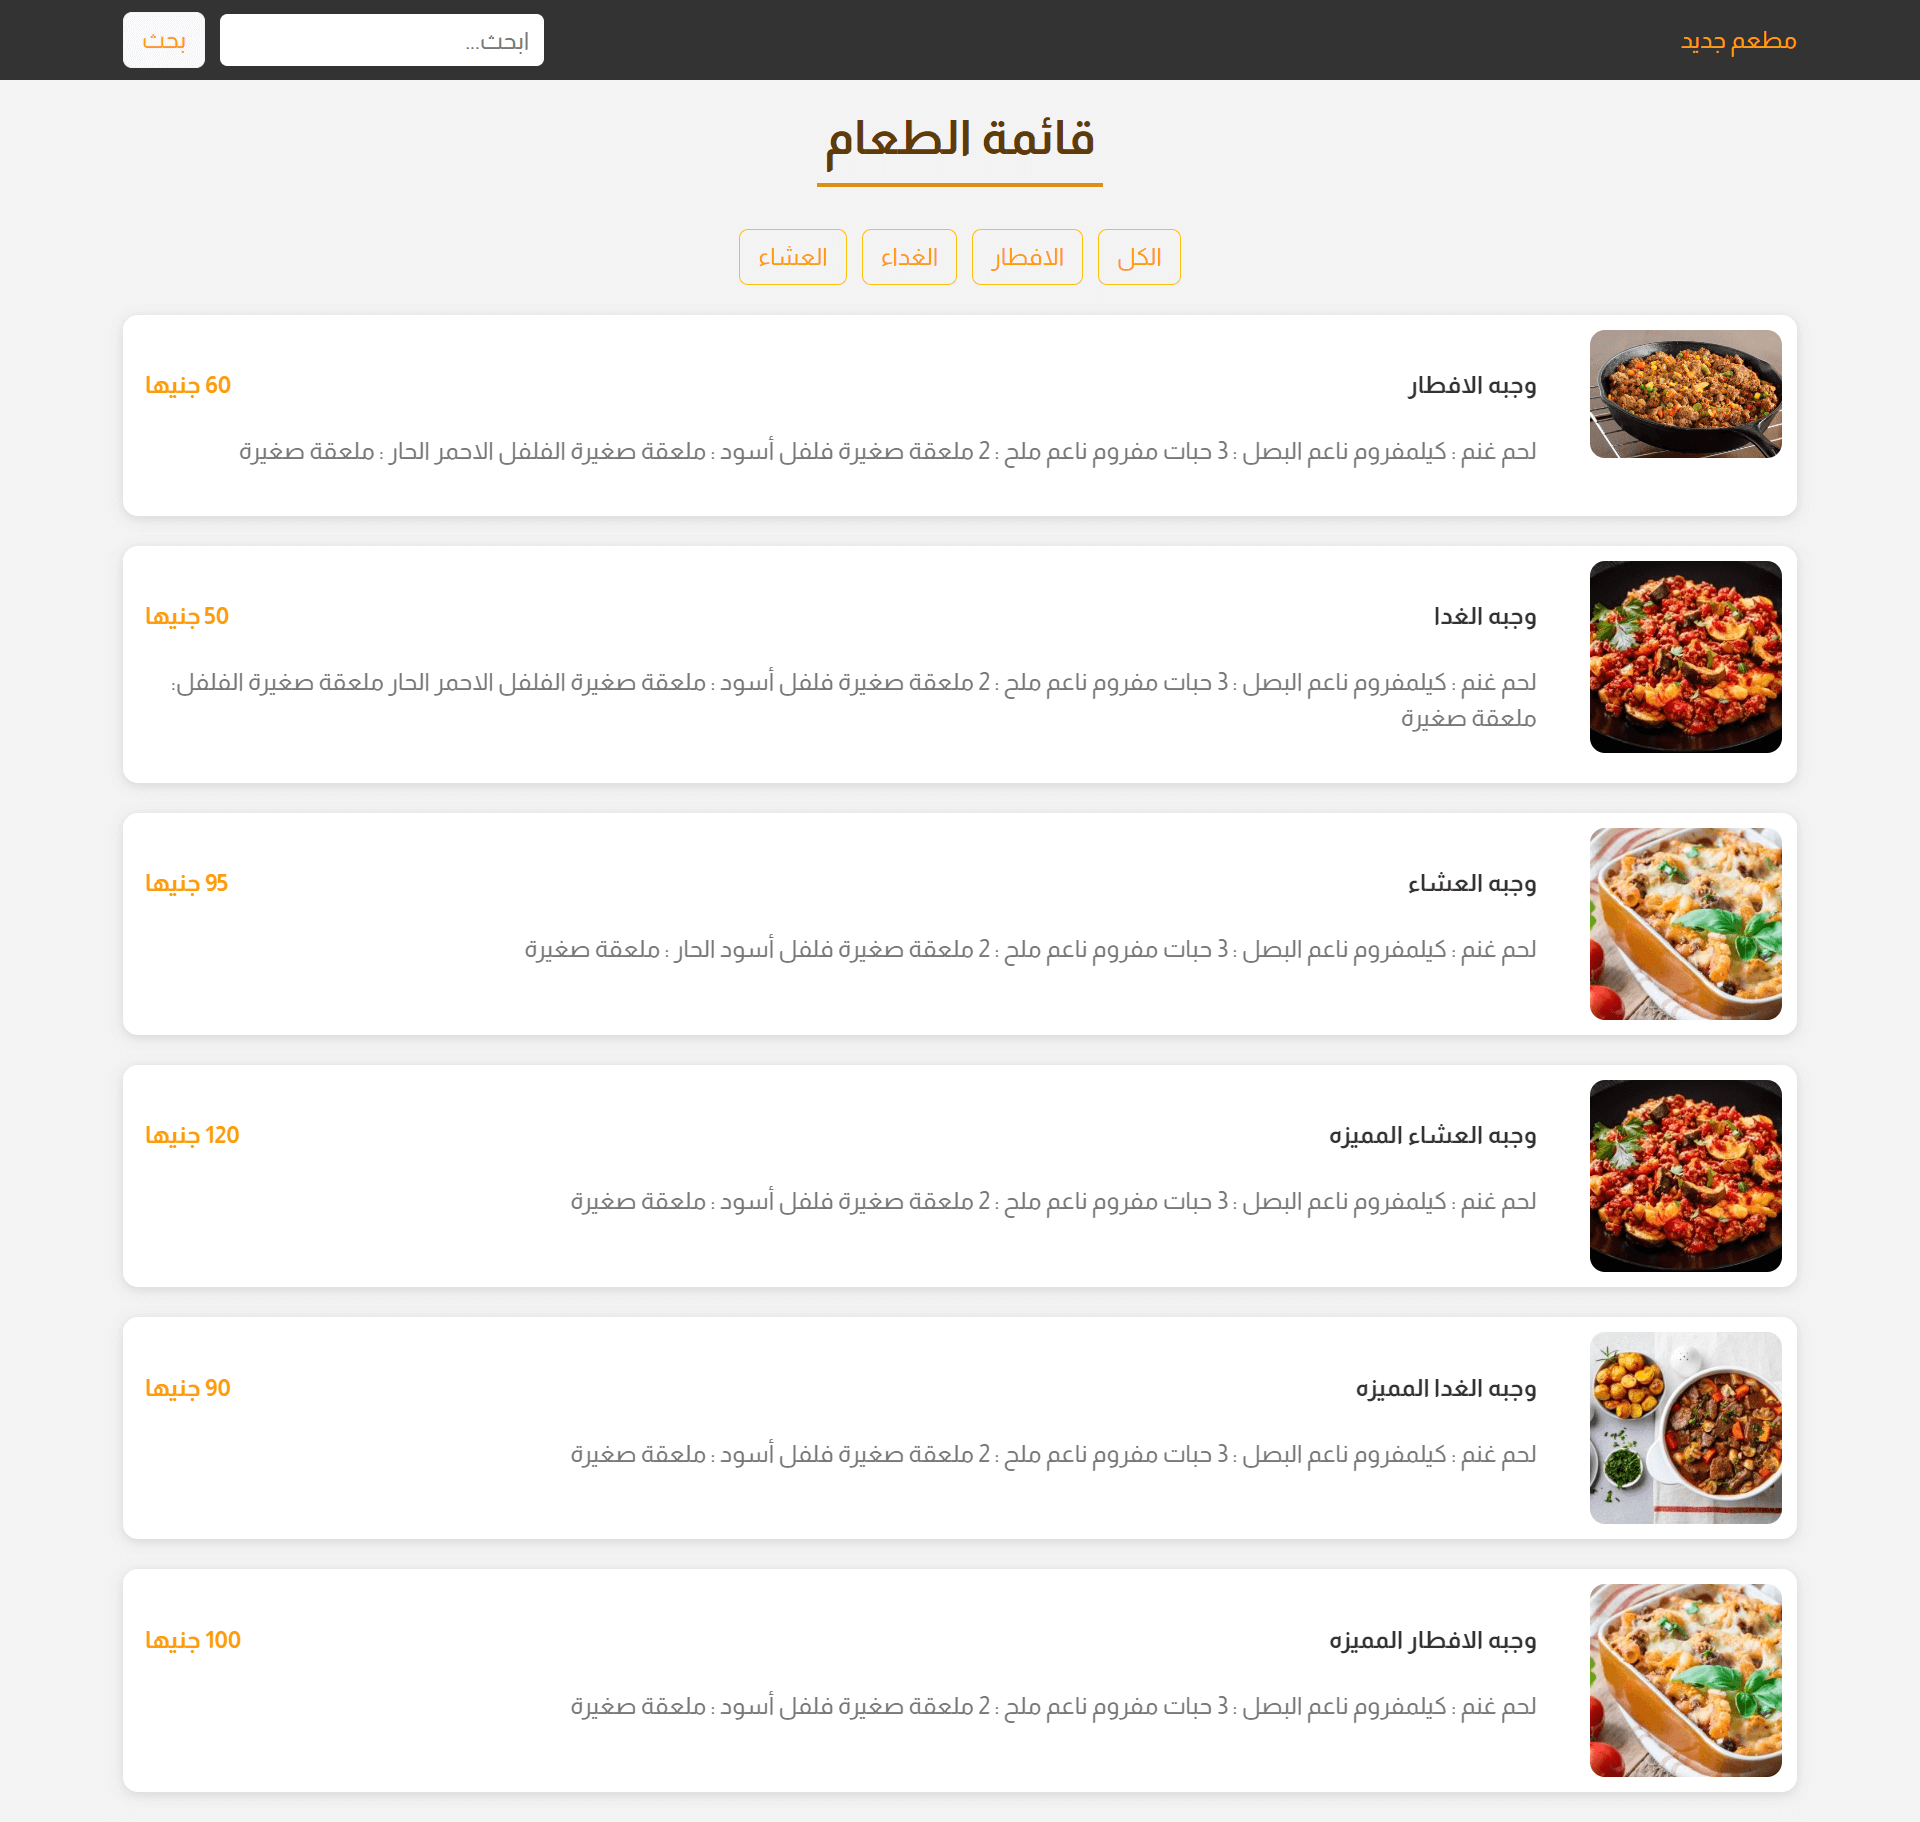 مطعم جديد
ابحث...
بحث
قائمة الطعام
الكل
الافطار
الغداء
العشاء
وجبه الافطار
60 جنيها
لحم غنم : كيلمفروم ناعم البصل : 3 حبات مفروم ناعم ملح : 2 ملعقة صغيرة فلفل أسود : ملعقة صغيرة الفلفل الاحمر الحار : ملعقة صغيرة
وجبه الغدا
50 جنيها
لحم غنم : كيلمفروم ناعم البصل : 3 حبات مفروم ناعم ملح : 2 ملعقة صغيرة فلفل أسود : ملعقة صغيرة الفلفل الاحمر الحار ملعقة صغيرة الفلفل:
ملعقة صغيرة
وجبه العشاء
95 جنيها
لحم غنم : كيلمفروم ناعم البصل : 3 حبات مفروم ناعم ملح : 2 ملعقة صغيرة فلفل أسود الحار : ملعقة صغيرة
وجبه العشاء المميزه
120 جنيها
لحم غنم : كيلمفروم ناعم البصل : 3 حبات مفروم ناعم ملح : 2 ملعقة صغيرة فلفل أسود : ملعقة صغيرة
وجبه الغدا المميزه
90 جنيها
لحم غنم : كيلمفروم ناعم البصل : 3 حبات مفروم ناعم ملح : 2 ملعقة صغيرة فلفل أسود : ملعقة صغيرة
وجبه الافطار المميزه
100 جنيها
لحم غنم : كيلمفروم ناعم البصل : 3 حبات مفروم ناعم ملح : 2 ملعقة صغيرة فلفل أسود : ملعقة صغيرة